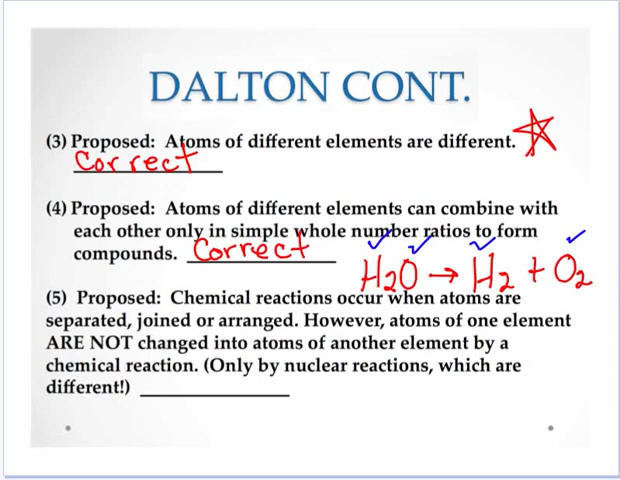 DALTON CONT.
(3) Proposed: Atoms of different elements are different.
Correct
(4) Proposed: Atoms of different elements can combine with
each other only in simple whole number ratios to form
compounds. Correct
H2O → H2 + O2
(5) Proposed: Chemical reactions occur when atoms are
separated, joined or arranged. However, atoms of one element
ARE NOT changed into atoms of another element by a
chemical reaction. (Only by nuclear reactions, which are
different!)